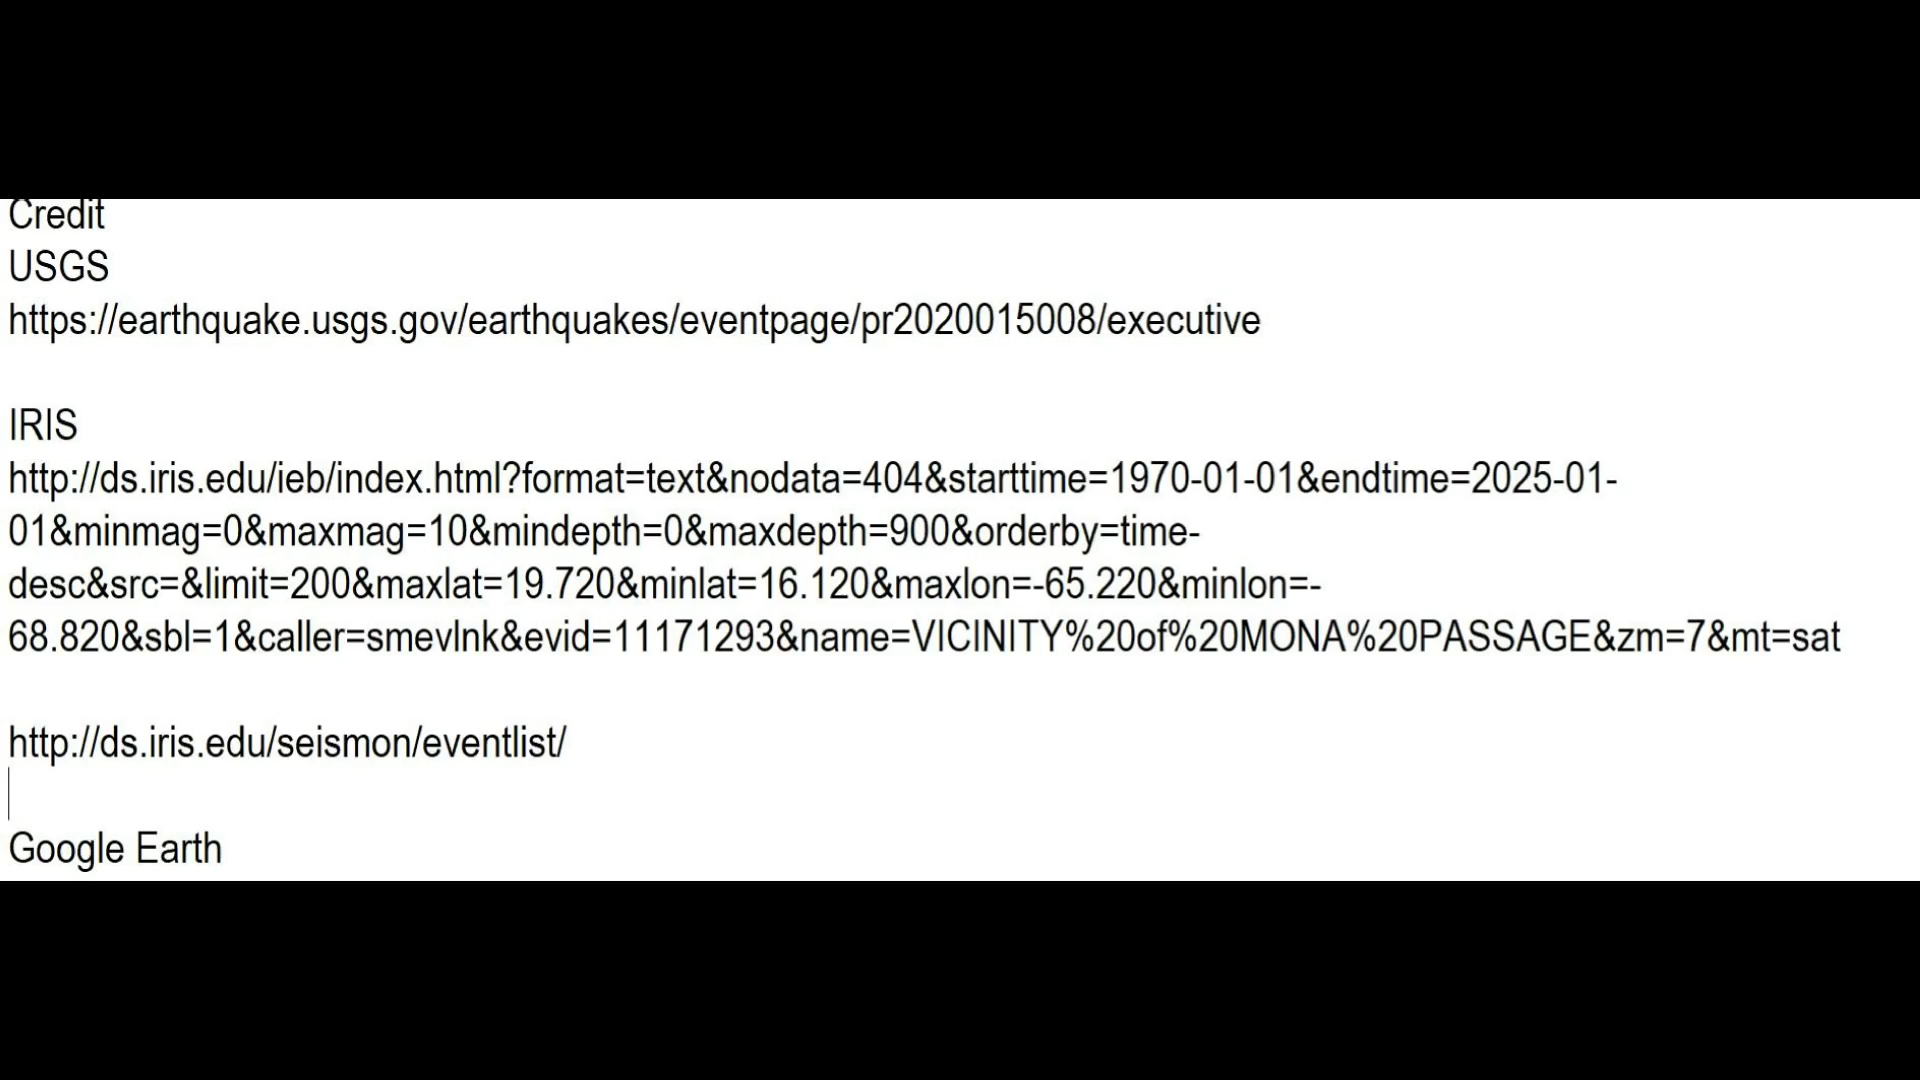 Credit
USGS
https://earthquake.usgs.gov/earthquakes/eventpage/pr2020015008/executive
IRIS
http://ds.iris.edu/ieb/index.html?format=text&nodata=404&starttime=1970-01-01&endtime=2025-01-
01&minmag=0&maxmag=10&mindepth=0&maxdepth=900&orderby=time-
desc&src=&limit=200&maxlat=19.720&minlat=16.120&maxlon=-65.220&minlon=-
68.820&sbl=1&caller=smevlnk&evid=11171293&name=VICINITY%20of%20MONA%20PASSAGE&zm=7&mt=sat
http://ds.iris.edu/seismon/eventlist/
Google Earth